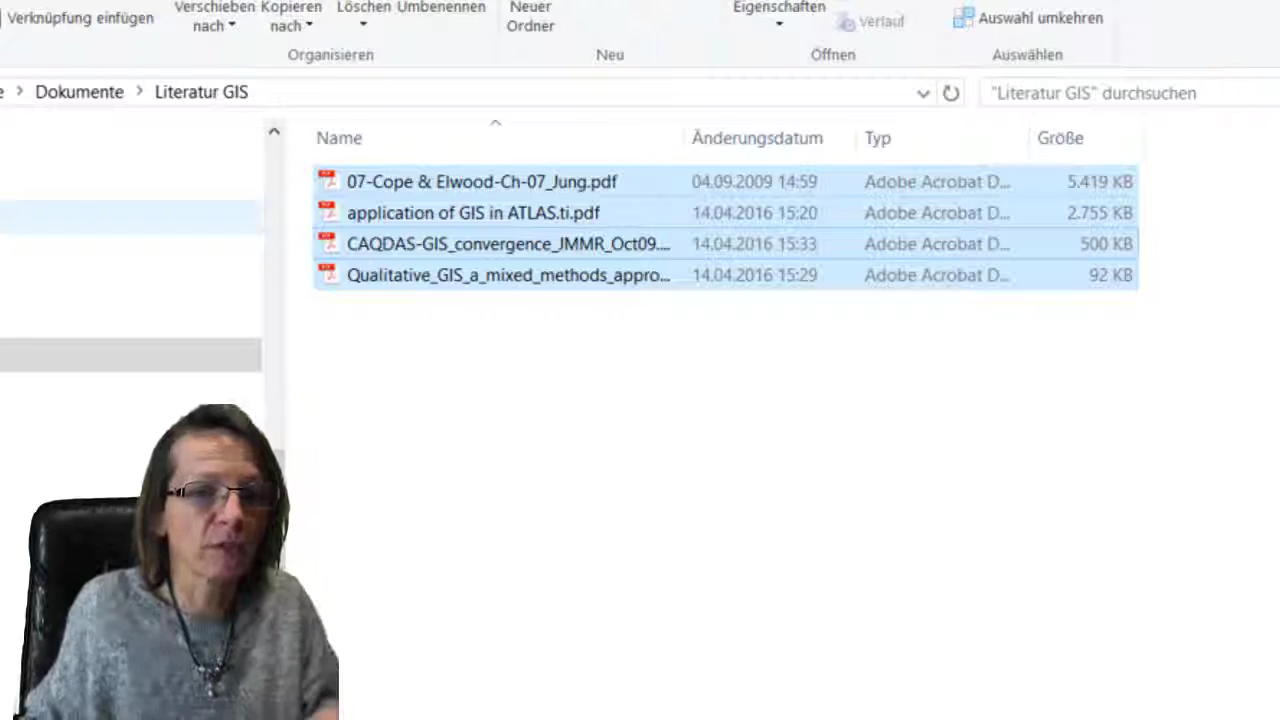 Verschieben Kopieren Löschen Umbenennen Neuer Eigenschaften
Verknüpfung einfügen nach nach Ordner Verlauf Auswahl umkehren
Organisieren Neu Öffnen Auswählen
Dokumente Literatur GIS "Literatur GIS" durchsuchen
Name Änderungsdatum Typ Größe
07-Cope & Elwood-Ch-07_Jung.pdf 04.09.2009 14:59 Adobe Acrobat D... 5.419 KB
application of GIS in ATLAS.ti.pdf 14.04.2016 15:20 Adobe Acrobat D... 2.755 KB
CAQDAS-GIS_convergence_JMMR_Oct09.... 14.04.2016 15:33 Adobe Acrobat D... 500 KB
Qualitative_GIS_a_mixed_methods_appro... 14.04.2016 15:29 Adobe Acrobat D... 92 KB